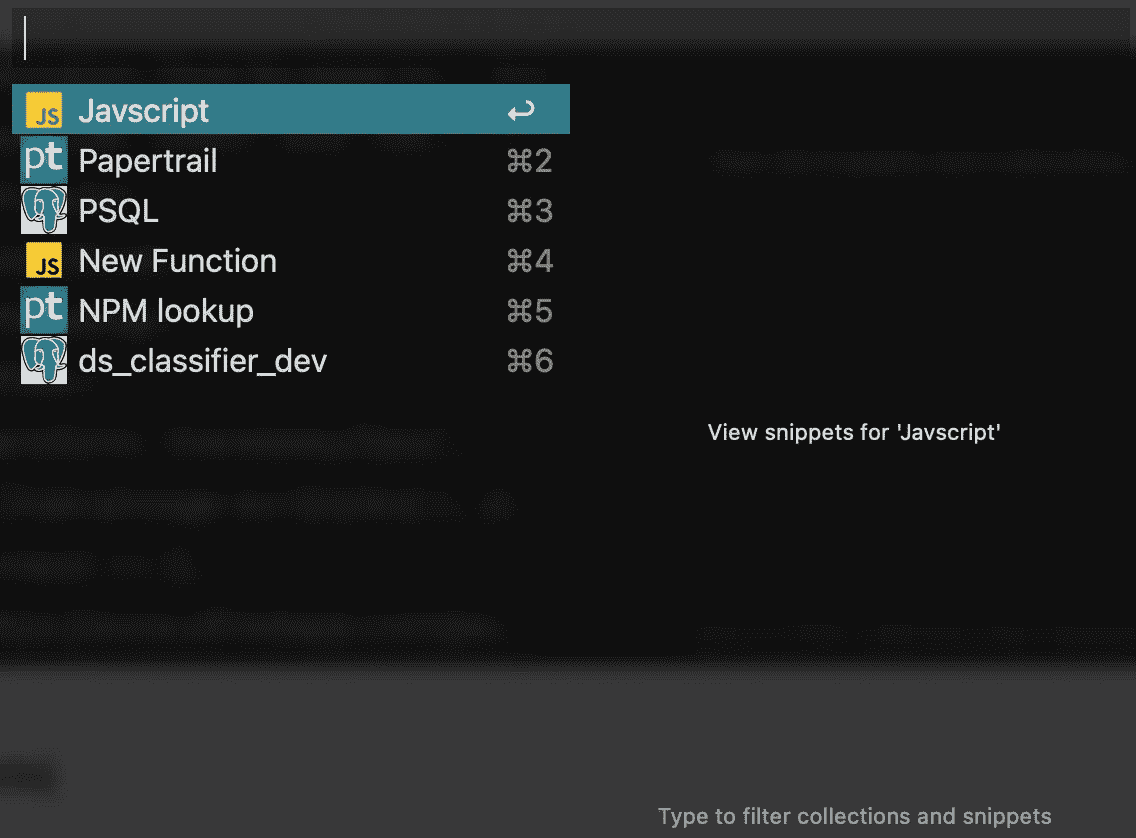 JS Javscript ↩
pt Papertrail ⌘2
PSQL ⌘3
JS New Function ⌘4
pt NPM lookup ⌘5
ds_classifier_dev ⌘6
View snippets for 'Javscript'
Type to filter collections and snippets